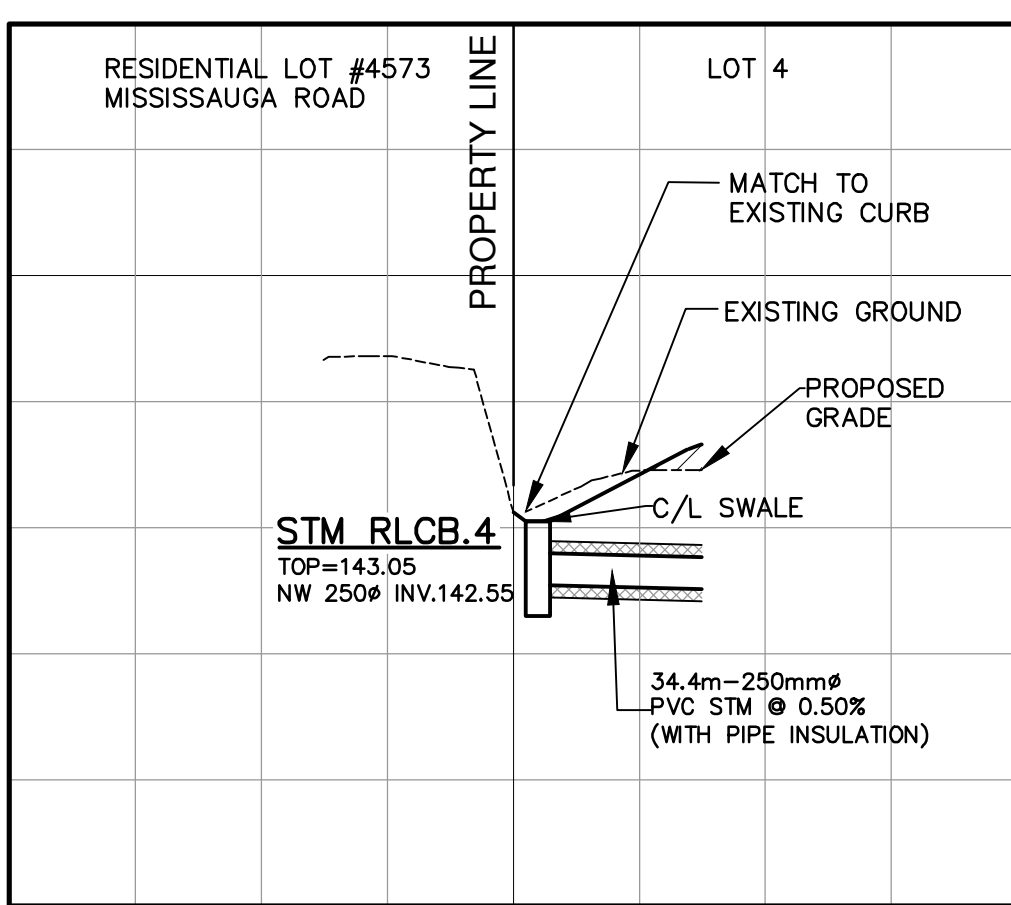 RESIDENTIAL LOT #4573
MISSISSAUGA ROAD
PROPERTY LINE
LOT 4
MATCH TO
EXISTING CURB
EXISTING GROUND
PROPOSED
GRADE
C/L SWALE
STM RLCB.4
TOP=143.05
NW 250ø INV.142.55
34.4m-250mmø
PVC STM @ 0.50%
(WITH PIPE INSULATION)